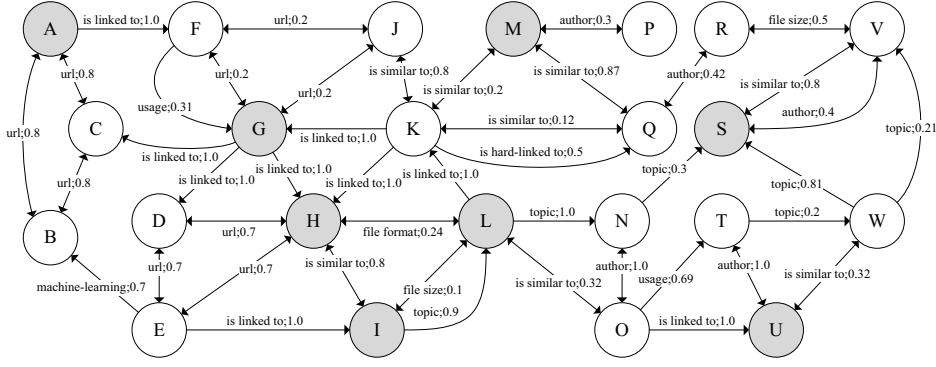 A
is linked to;1.0
F
url;0.2
J
M
author;0.3
P
R
file size;0.5
V
url;0.8
url;0.2
is similar to;0.8
is similar to;0.87
is similar to;0.2
author;0.42
is similar to;0.8
usage;0.31
url;0.2
author;0.4
url;0.8
C
G
is linked to;1.0
K
is similar to;0.12
Q
S
topic;0.21
is linked to;1.0
is hard-linked to;0.5
url;0.8
is linked to;1.0
is linked to;1.0
is linked to;1.0
is linked to;1.0
topic;0.3
topic;0.81
B
D
url;0.7
H
file format;0.24
L
topic;1.0
N
T
topic;0.2
W
url;0.7
url;0.7
is similar to;0.8
author;1.0
author;1.0
is similar to;0.32
machine-learning;0.7
file size;0.1
is similar to;0.32
usage;0.69
topic;0.9
E
is linked to;1.0
I
O
is linked to;1.0
U